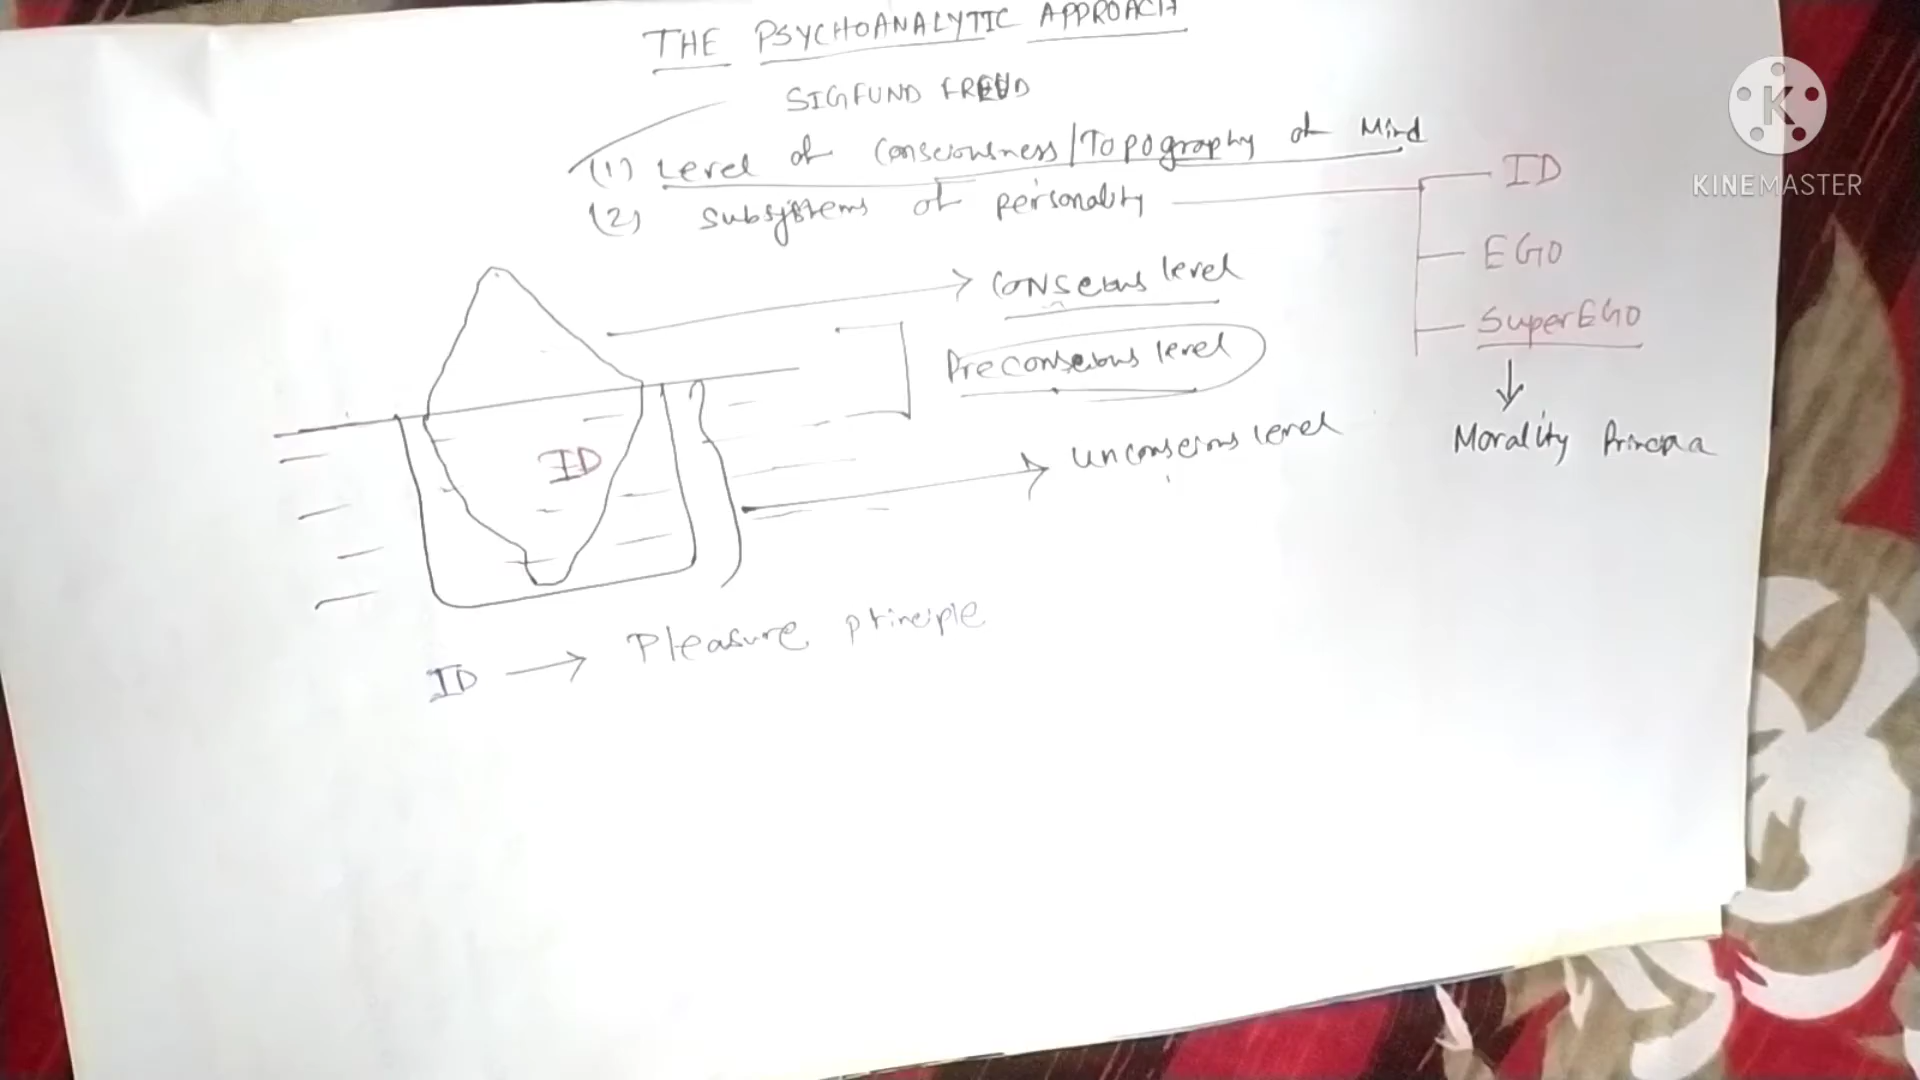 THE PSYCHOANALYTIC APPROACH
SIGFUND FREUD
(1) Level of Consciousness/Topography of Mind
(2) subsystems of personality
ID
EGO
SuperEGO
Morality
Conscious level
Preconscious level
Unconscious level
ID
ID → Pleasure principle
K
KINEMASTER